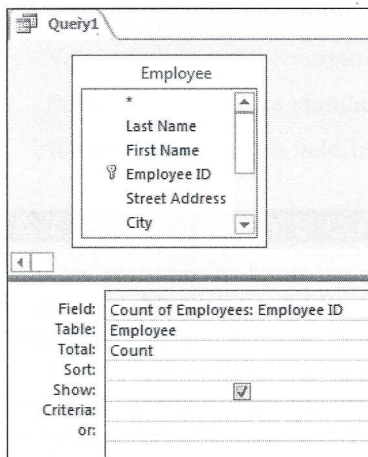 Query1
Employee
*
Last Name
First Name
Employee ID
Street Address
City
Field: Count of Employees: Employee ID
Table: Employee
Total: Count
Sort:
Show:
Criteria:
or: